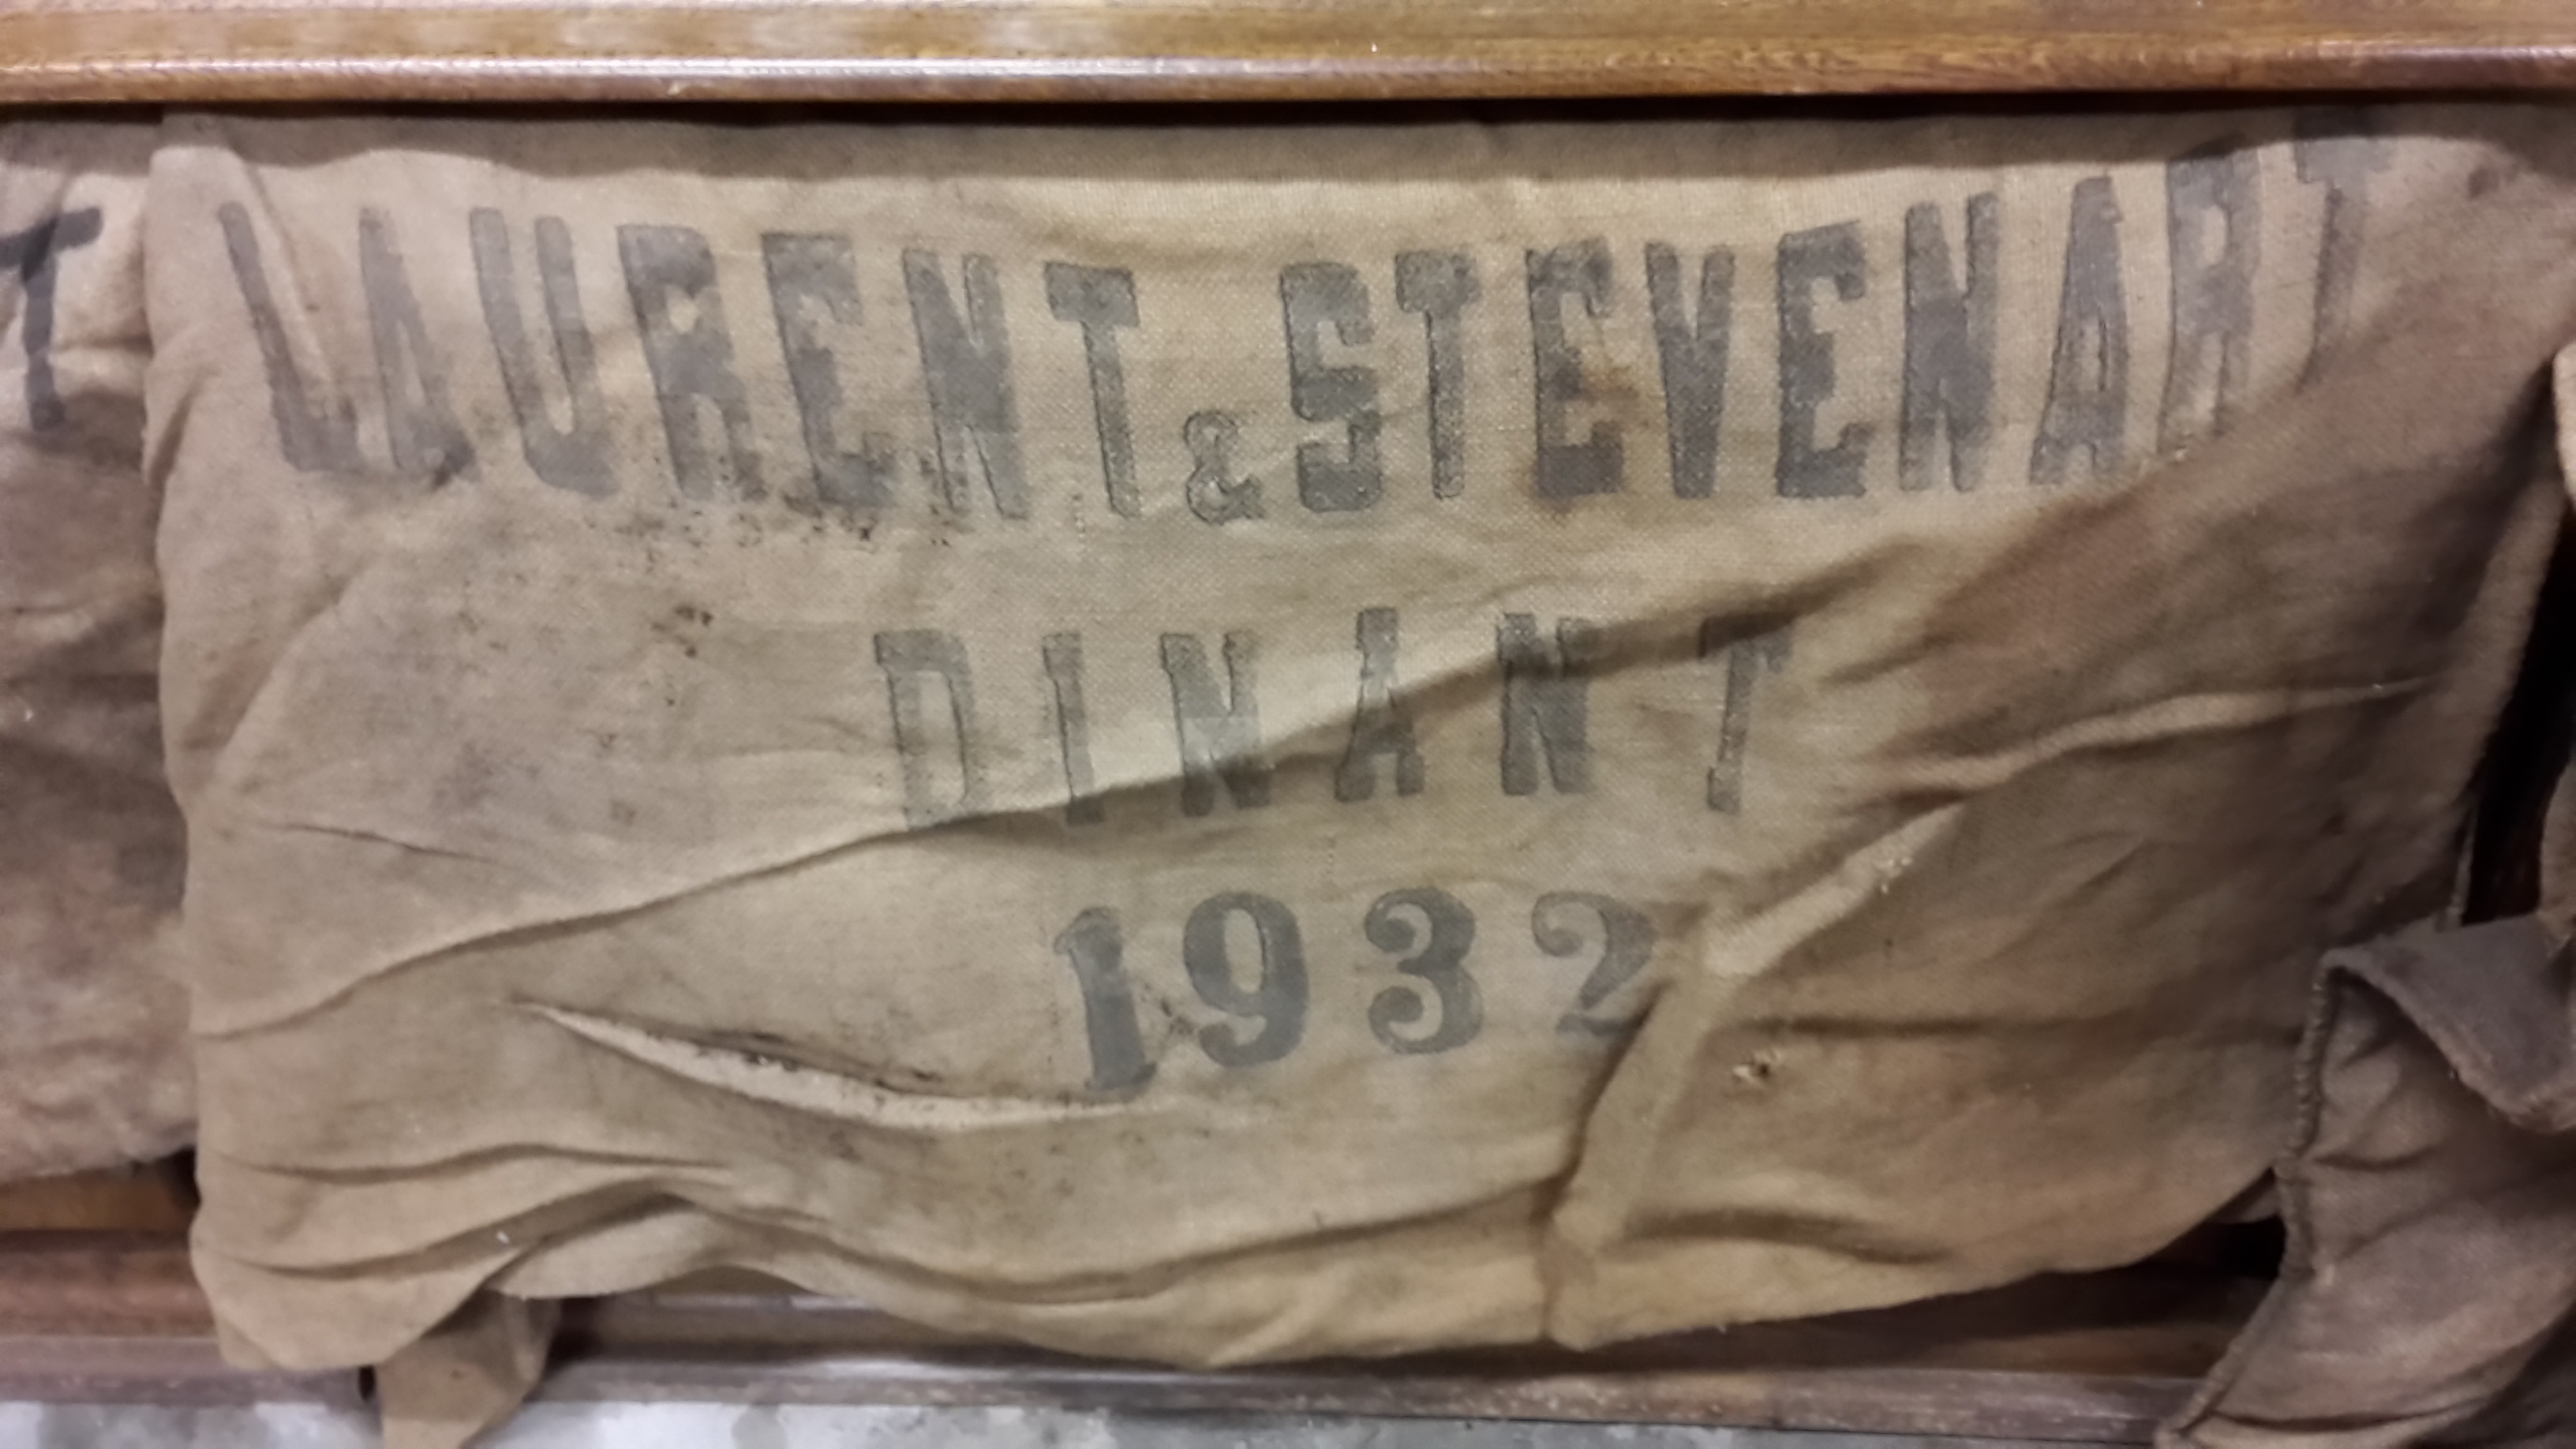 LAURENT & STEVENART
DINANT
1932
T